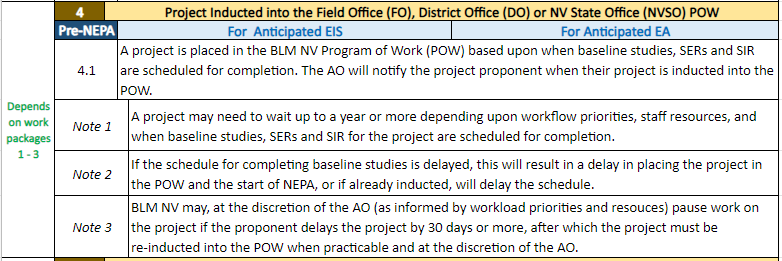 4 Project Inducted into the Field Office (FO), District Office (DO) or NV State Office (NVSO) POW
Pre-NEPA For Anticipated EIS For Anticipated EA
Depends
on work
packages
1 - 3
4.1
A project is placed in the BLM NV Program of Work (POW) based upon when baseline studies, SERs and SIR
are scheduled for completion. The AO will notify the project proponent when their project is inducted into the
POW.
Note 1
A project may need to wait up to a year or more depending upon workflow priorities, staff resources, and
when baseline studies, SERs and SIR for the project are scheduled for completion.
Note 2
If the schedule for completing baseline studies is delayed, this will result in a delay in placing the project in
the POW and the start of NEPA, or if already inducted, will delay the schedule.
Note 3
BLM NV may, at the discretion of the AO (as informed by workload priorities and resouces) pause work on
the project if the proponent delays the project by 30 days or more, after which the project must be
re-inducted into the POW when practicable and at the discretion of the AO.